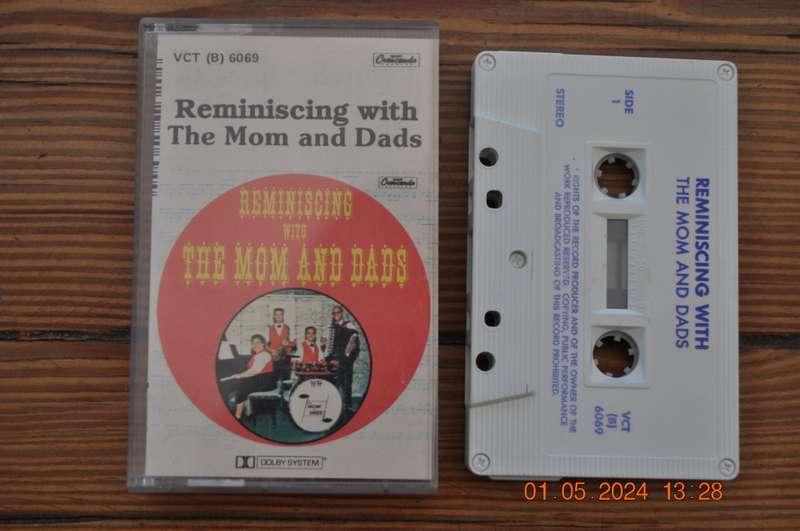 VCT (B) 6069
Crescendo
Reminiscing with
The Mom and Dads
Crescendo
REMINISCING
WITH
THE MOM AND DADS
DOLBY SYSTEM
SIDE
1
STEREO
REMINISCING WITH
THE MOM AND DADS
RIGHTS OF THE RECORD PRODUCER AND OF THE OWNER OF THE
WORK REPRODUCED RESERVED. COPYING, PUBLIC PERFORMANCE
AND BROADCASTING OF THIS RECORD PROHIBITED.
VCT
(B)
6069
01.05.2024 13:28